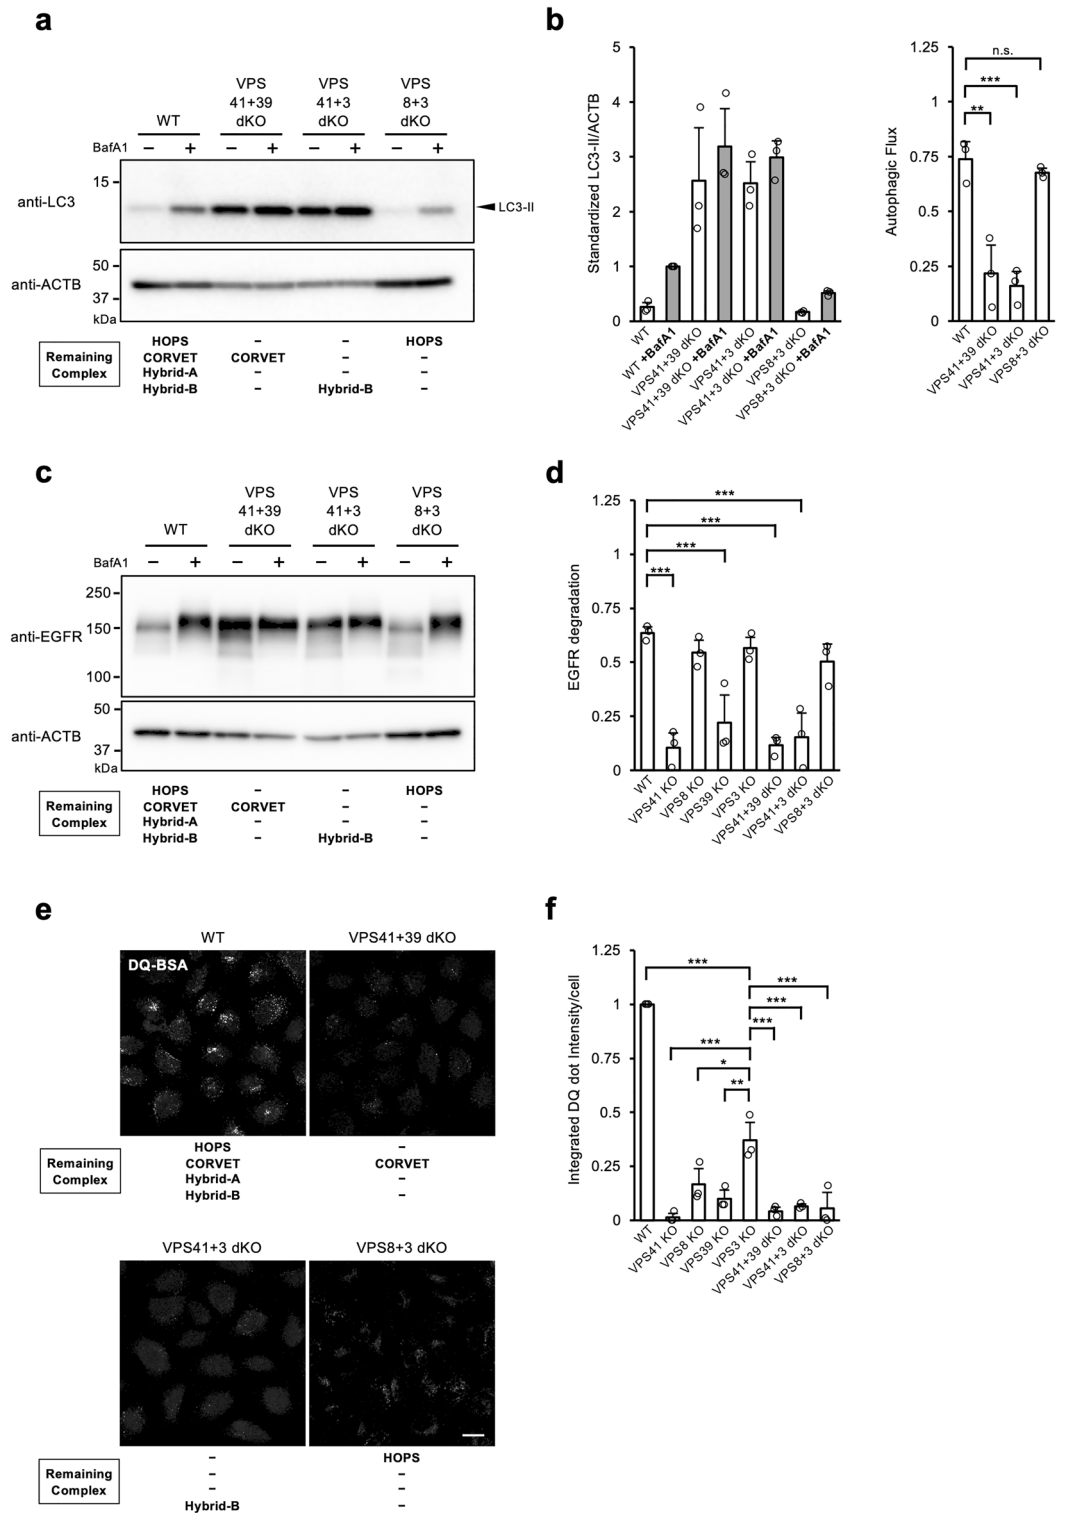 a
WT
VPS
41+39
dKO
VPS
41+3
dKO
VPS
8+3
dKO
BafA1 − + − + − + − +
anti-LC3
15
LC3-II
anti-ACTB
50
37
kDa
Remaining
Complex
HOPS − − HOPS
CORVET CORVET − −
Hybrid-A − − −
Hybrid-B − Hybrid-B −
b
Standardized LC3-II/ACTB
5
4
3
2
1
0
WT
WT +BafA1
VPS41+39 dKO
VPS41+39 dKO +BafA1
VPS41+3 dKO
VPS41+3 dKO +BafA1
VPS8+3 dKO
VPS8+3 dKO +BafA1
Autophagic Flux
1.25
1
0.75
0.5
0.25
0
n.s.
***
**
WT
VPS41+39 dKO
VPS41+3 dKO
VPS8+3 dKO
c
WT
VPS
41+39
dKO
VPS
41+3
dKO
VPS
8+3
dKO
BafA1 − + − + − + − +
anti-EGFR
250
150
100
anti-ACTB
50
37
kDa
Remaining
Complex
HOPS − − HOPS
CORVET CORVET − −
Hybrid-A − − −
Hybrid-B − Hybrid-B −
d
EGFR degradation
1.25
1
0.75
0.5
0.25
0
***
***
***
***
WT
VPS41 KO
VPS8 KO
VPS39 KO
VPS3 KO
VPS41+39 dKO
VPS41+3 dKO
VPS8+3 dKO
e
WT
VPS41+39 dKO
DQ-BSA
Remaining
Complex
HOPS −
CORVET CORVET
Hybrid-A −
Hybrid-B −
VPS41+3 dKO
VPS8+3 dKO
Remaining
Complex
− HOPS
− −
− −
Hybrid-B −
f
Integrated DQ dot Intensity/cell
1.25
1
0.75
0.5
0.25
0
***
***
***
***
***
*
**
WT
VPS41 KO
VPS8 KO
VPS39 KO
VPS3 KO
VPS41+39 dKO
VPS41+3 dKO
VPS8+3 dKO